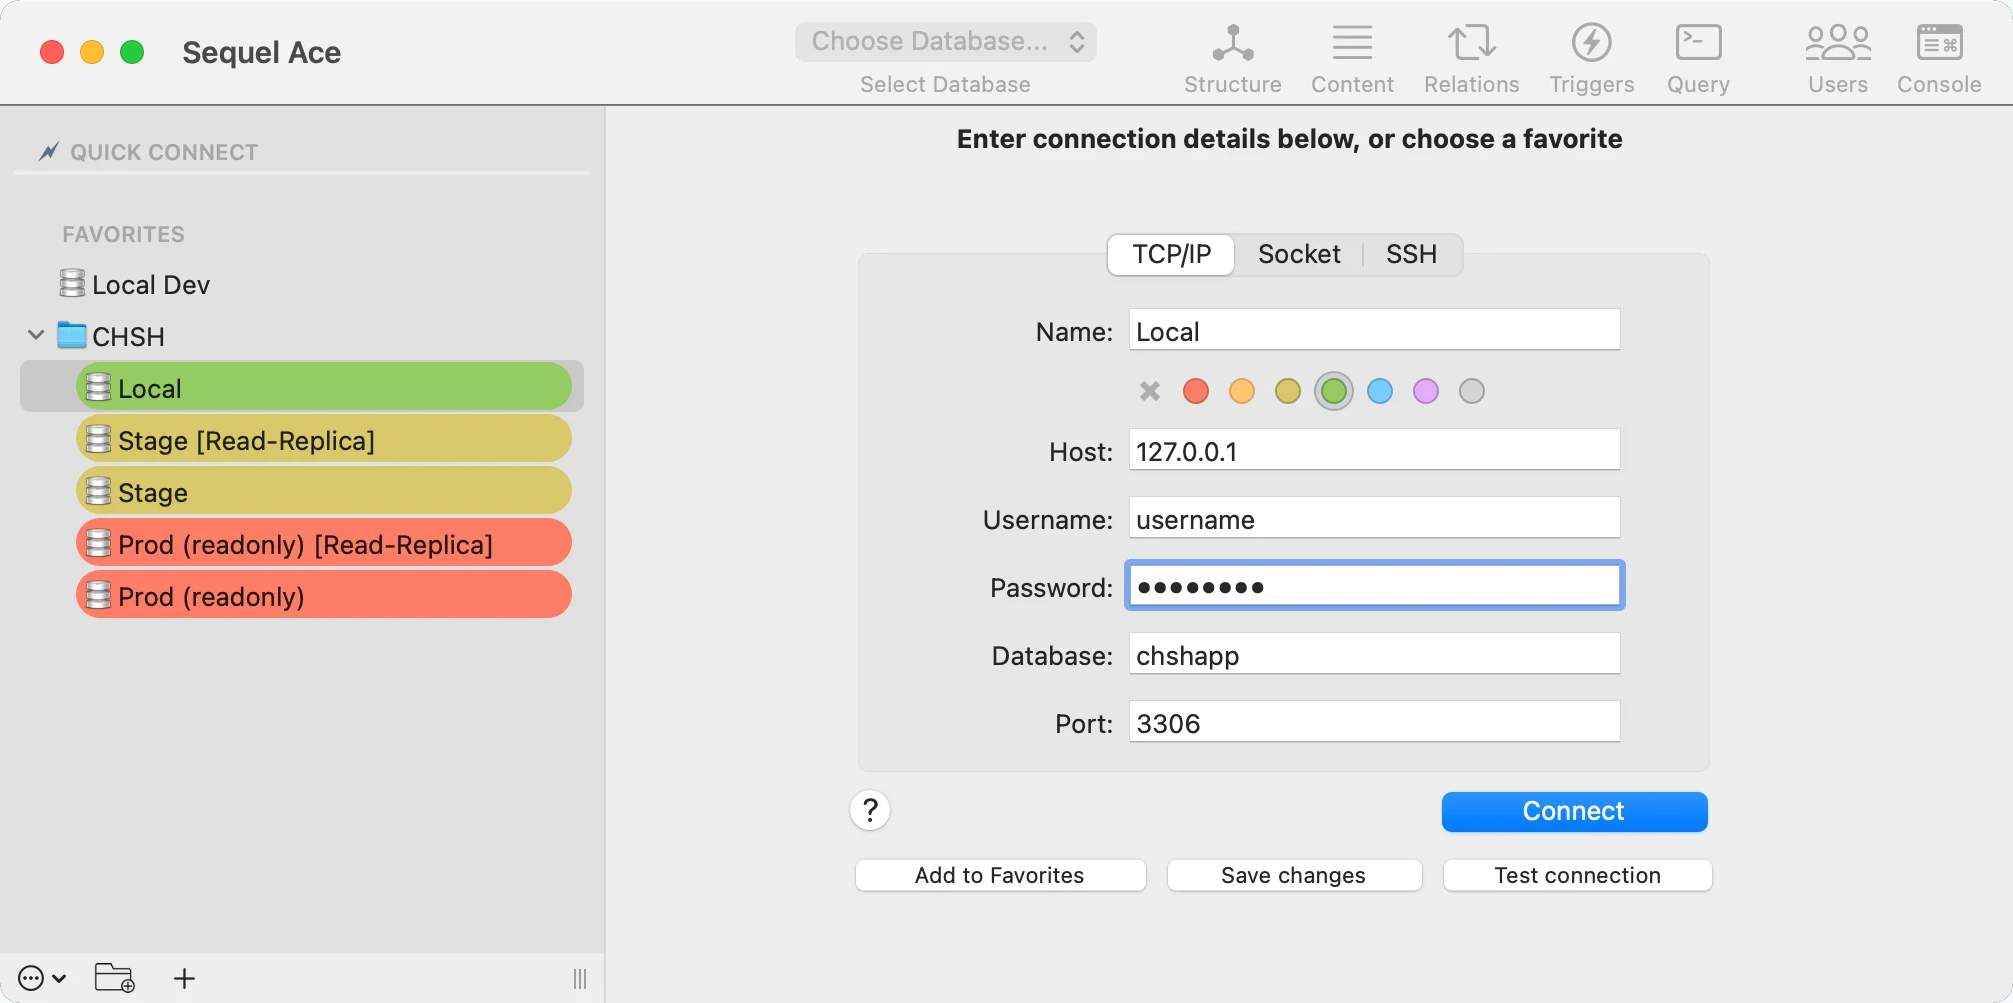 Sequel Ace
Choose Database...
Select Database
Structure
Content
Relations
Triggers
Query
Users
Console
QUICK CONNECT
FAVORITES
Local Dev
CHSH
Local
Stage [Read-Replica]
Stage
Prod (readonly) [Read-Replica]
Prod (readonly)
Enter connection details below, or choose a favorite
TCP/IP Socket SSH
Name: Local
Host: 127.0.0.1
Username: username
Password: ••••••••
Database: chshapp
Port: 3306
?
Connect
Add to Favorites
Save changes
Test connection